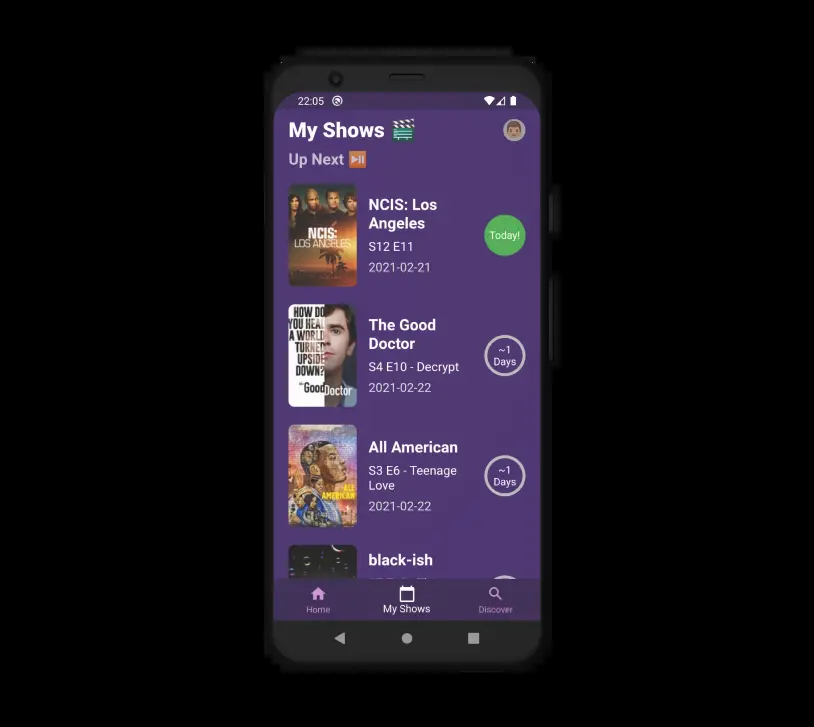 22:05
My Shows 🎬
Up Next ⏯
NCIS:
LOS ANGELES
NCIS: Los
Angeles
S12 E11
2021-02-21
Today!
HOW DO
YOU HEAL
A WORLD
TURNED
UPSIDE
DOWN?
The Good Doctor
The Good
Doctor
S4 E10 - Decrypt
2021-02-22
~1
Days
ALL
AMERICAN
All American
S3 E6 - Teenage
Love
2021-02-22
~1
Days
black-ish
Home
My Shows
Discover